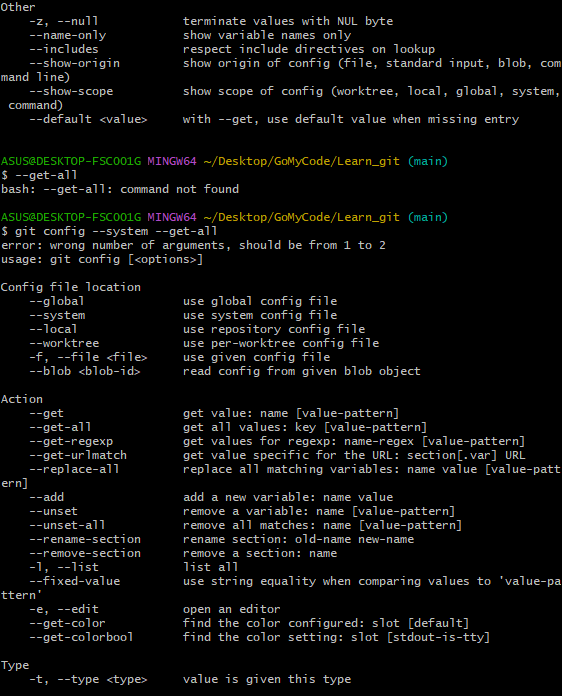 Other
    -z, --null            terminate values with NUL byte
    --name-only           show variable names only
    --includes            respect include directives on lookup
    --show-origin         show origin of config (file, standard input, blob, com
mand line)
    --show-scope          show scope of config (worktree, local, global, system,
 command)
    --default <value>     with --get, use default value when missing entry

ASUS@DESKTOP-FSCOO1G MINGW64 ~/Desktop/GoMyCode/Learn_git (main)
$ --get-all
bash: --get-all: command not found

ASUS@DESKTOP-FSCOO1G MINGW64 ~/Desktop/GoMyCode/Learn_git (main)
$ git config --system --get-all
error: wrong number of arguments, should be from 1 to 2
usage: git config [<options>]

Config file location
    --global              use global config file
    --system              use system config file
    --local               use repository config file
    --worktree            use per-worktree config file
    -f, --file <file>     use given config file
    --blob <blob-id>      read config from given blob object

Action
    --get                 get value: name [value-pattern]
    --get-all             get all values: key [value-pattern]
    --get-regexp          get values for regexp: name-regex [value-pattern]
    --get-urlmatch        get value specific for the URL: section[.var] URL
    --replace-all         replace all matching variables: name value [value-patt
ern]
    --add                 add a new variable: name value
    --unset               remove a variable: name [value-pattern]
    --unset-all           remove all matches: name [value-pattern]
    --rename-section      rename section: old-name new-name
    --remove-section      remove a section: name
    -l, --list            list all
    --fixed-value         use string equality when comparing values to 'value-pa
ttern'
    -e, --edit            open an editor
    --get-color           find the color configured: slot [default]
    --get-colorbool       find the color setting: slot [stdout-is-tty]

Type
    -t, --type <type>     value is given this type